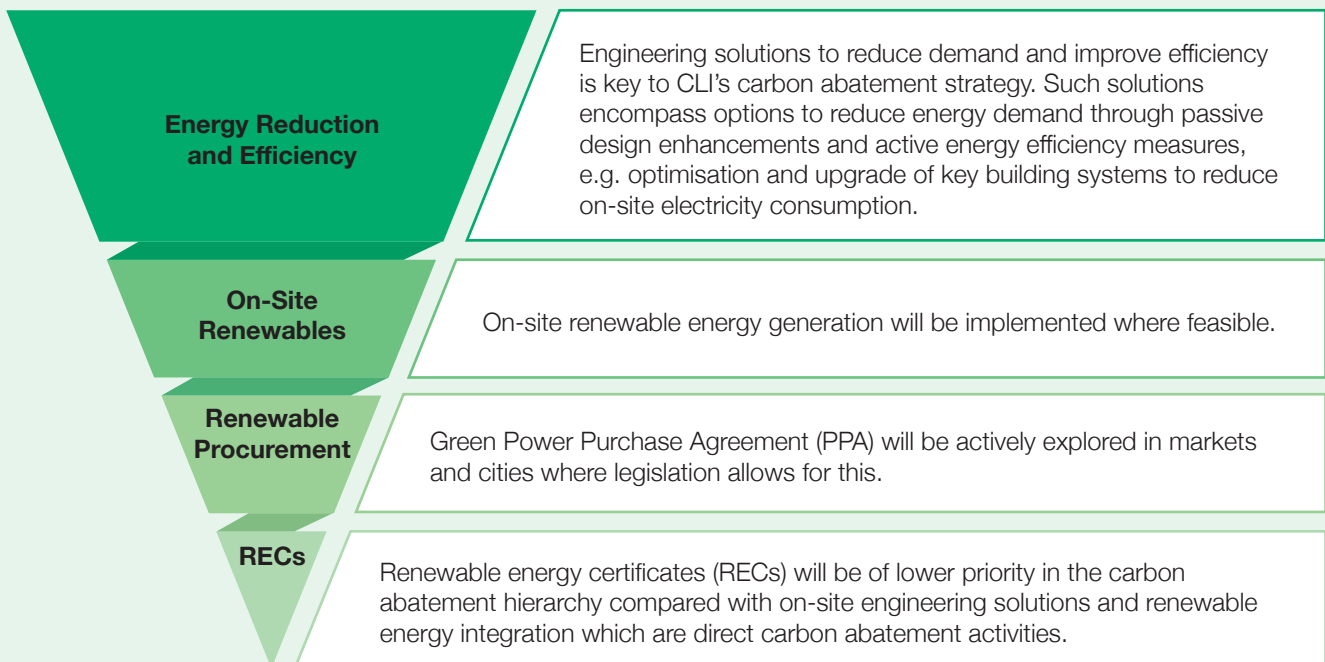 Energy Reduction
and Efficiency
Engineering solutions to reduce demand and improve efficiency
is key to CLI’s carbon abatement strategy. Such solutions
encompass options to reduce energy demand through passive
design enhancements and active energy efficiency measures,
e.g. optimisation and upgrade of key building systems to reduce
on-site electricity consumption.
On-Site
Renewables
On-site renewable energy generation will be implemented where feasible.
Renewable
Procurement
Green Power Purchase Agreement (PPA) will be actively explored in markets
and cities where legislation allows for this.
RECs
Renewable energy certificates (RECs) will be of lower priority in the carbon
abatement hierarchy compared with on-site engineering solutions and renewable
energy integration which are direct carbon abatement activities.